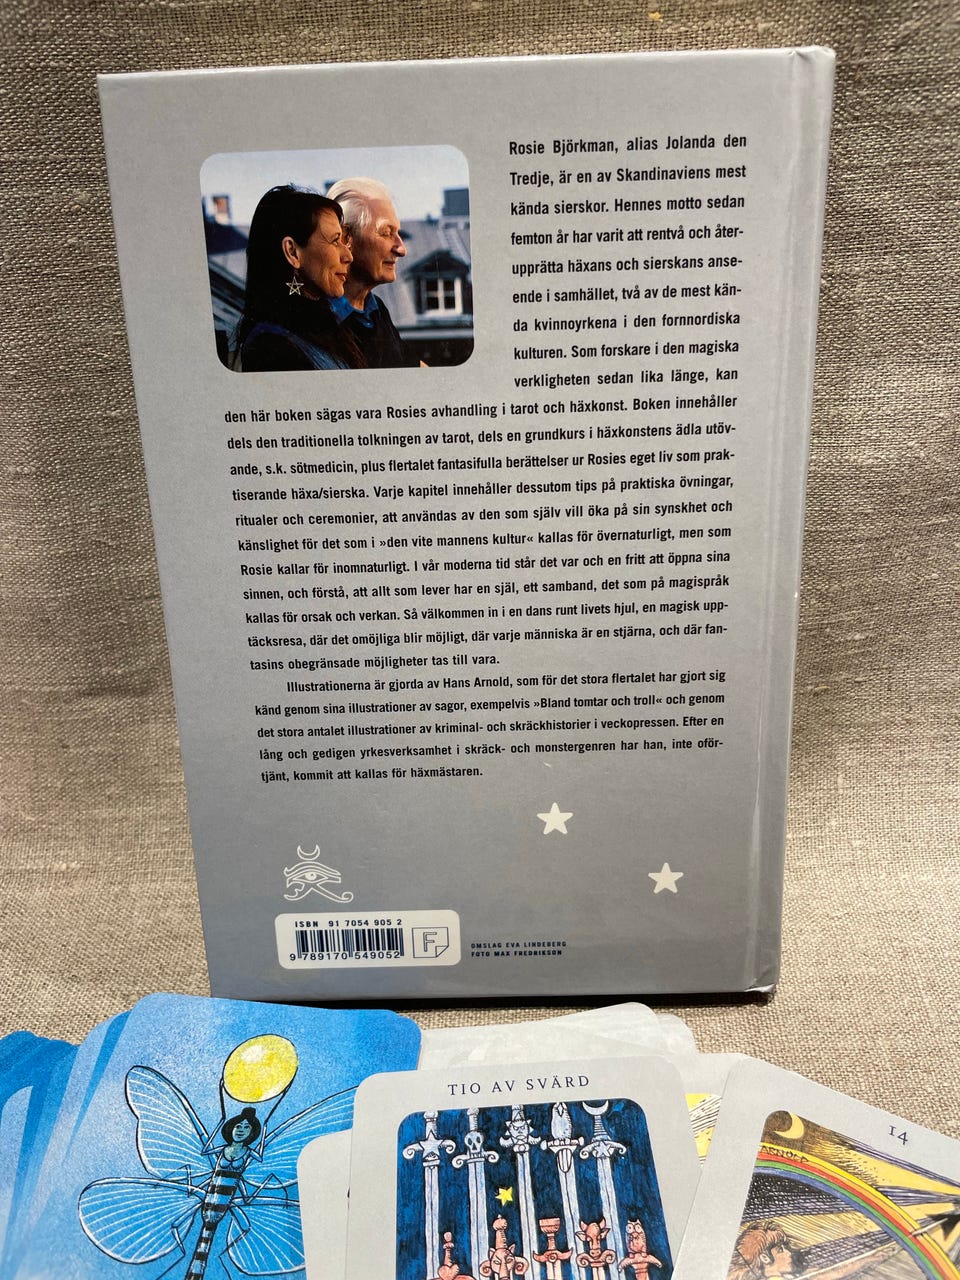 Rosie Björkman, alias Jolanda den
Tredje, är en av Skandinaviens mest
kända sierskor. Hennes motto sedan
femton år har varit att rentvå och åter-
upprätta häxans och sierskans anse-
ende i samhället, två av de mest kän-
da kvinnoyrkena i den fornnordiska
kulturen. Som forskare i den magiska
verkligheten sedan lika länge, kan
den här boken sägas vara Rosies avhandling i tarot och häxkonst. Boken innehåller
dels den traditionella tolkningen av tarot, dels en grundkurs i häxkonstens ädla utöv-
ande, s.k. sötmedicin, plus flertalet fantasifulla berättelser ur Rosies eget liv som prak-
tiserande häxa/sierska. Varje kapitel innehåller dessutom tips på praktiska övningar,
ritualer och ceremonier, att användas av den som själv vill öka på sin synskhet och
känslighet för det som i »den vite mannens kultur« kallas för övernaturligt, men som
Rosie kallar för inomnaturligt. I vår moderna tid står det var och en fritt att öppna sina
sinnen, och förstå, att allt som lever har en själ, ett samband, det som på magispråk
kallas för orsak och verkan. Så välkommen in i en dans runt livets hjul, en magisk upp-
täcksresa, där det omöjliga blir möjligt, där varje människa är en stjärna, och där fan-
tasins obegränsade möjligheter tas till vara.
Illustrationerna är gjorda av Hans Arnold, som för det stora flertalet har gjort sig
känd genom sina illustrationer av sagor, exempelvis »Bland tomtar och troll« och genom
det stora antalet illustrationer av kriminal- och skräckhistorier i veckopressen. Efter en
lång och gedigen yrkesverksamhet i skräck- och monstergenren har han, inte oför-
tjänt, kommit att kallas för häxmästaren.
ISBN 91 7054 905 2
9 789170 549052
F
OMSLAG EVA LINDEBERG
FOTO MAX FREDRIKSON
TIO AV SVÄRD
14
ARNOLD